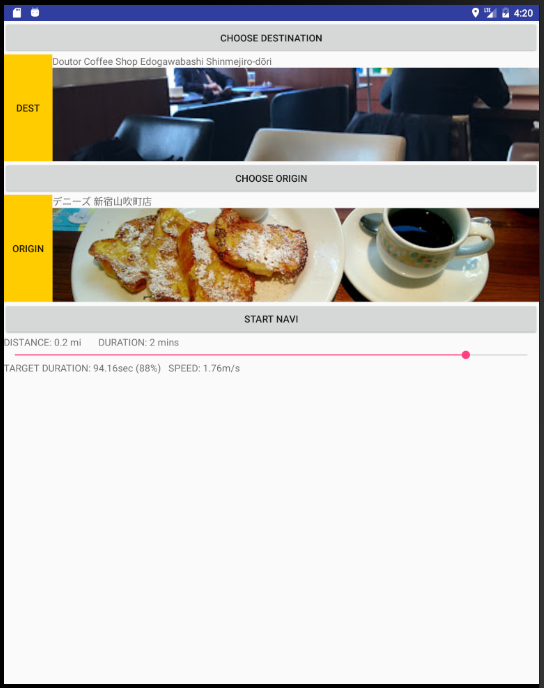 4:20
CHOOSE DESTINATION
Doutor Coffee Shop Edogawabashi Shinmejiro-dōri
DEST
CHOOSE ORIGIN
デニーズ 新宿山吹町店
ORIGIN
START NAVI
DISTANCE: 0.2 mi DURATION: 2 mins
TARGET DURATION: 94.16sec (88%) SPEED: 1.76m/s